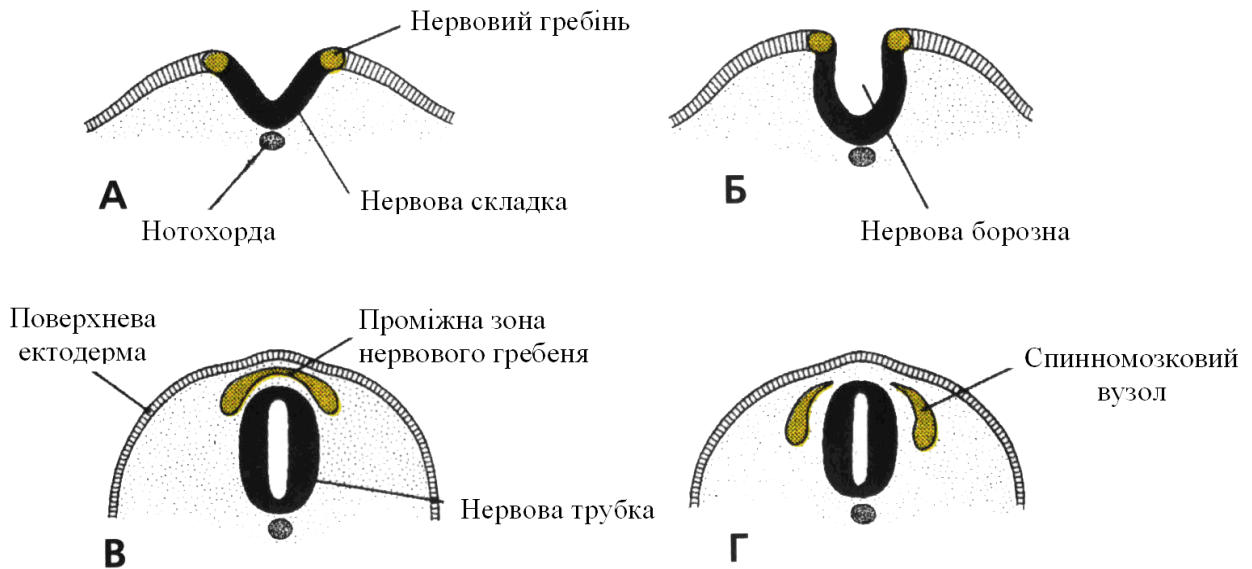 Нервовий гребінь
А
Нервова складка
Нотохорда
Б
Нервова борозна
Поверхнева
ектодерма
Проміжна зона
нервового гребеня
Нервова трубка
В
Спинномозковий
вузол
Г